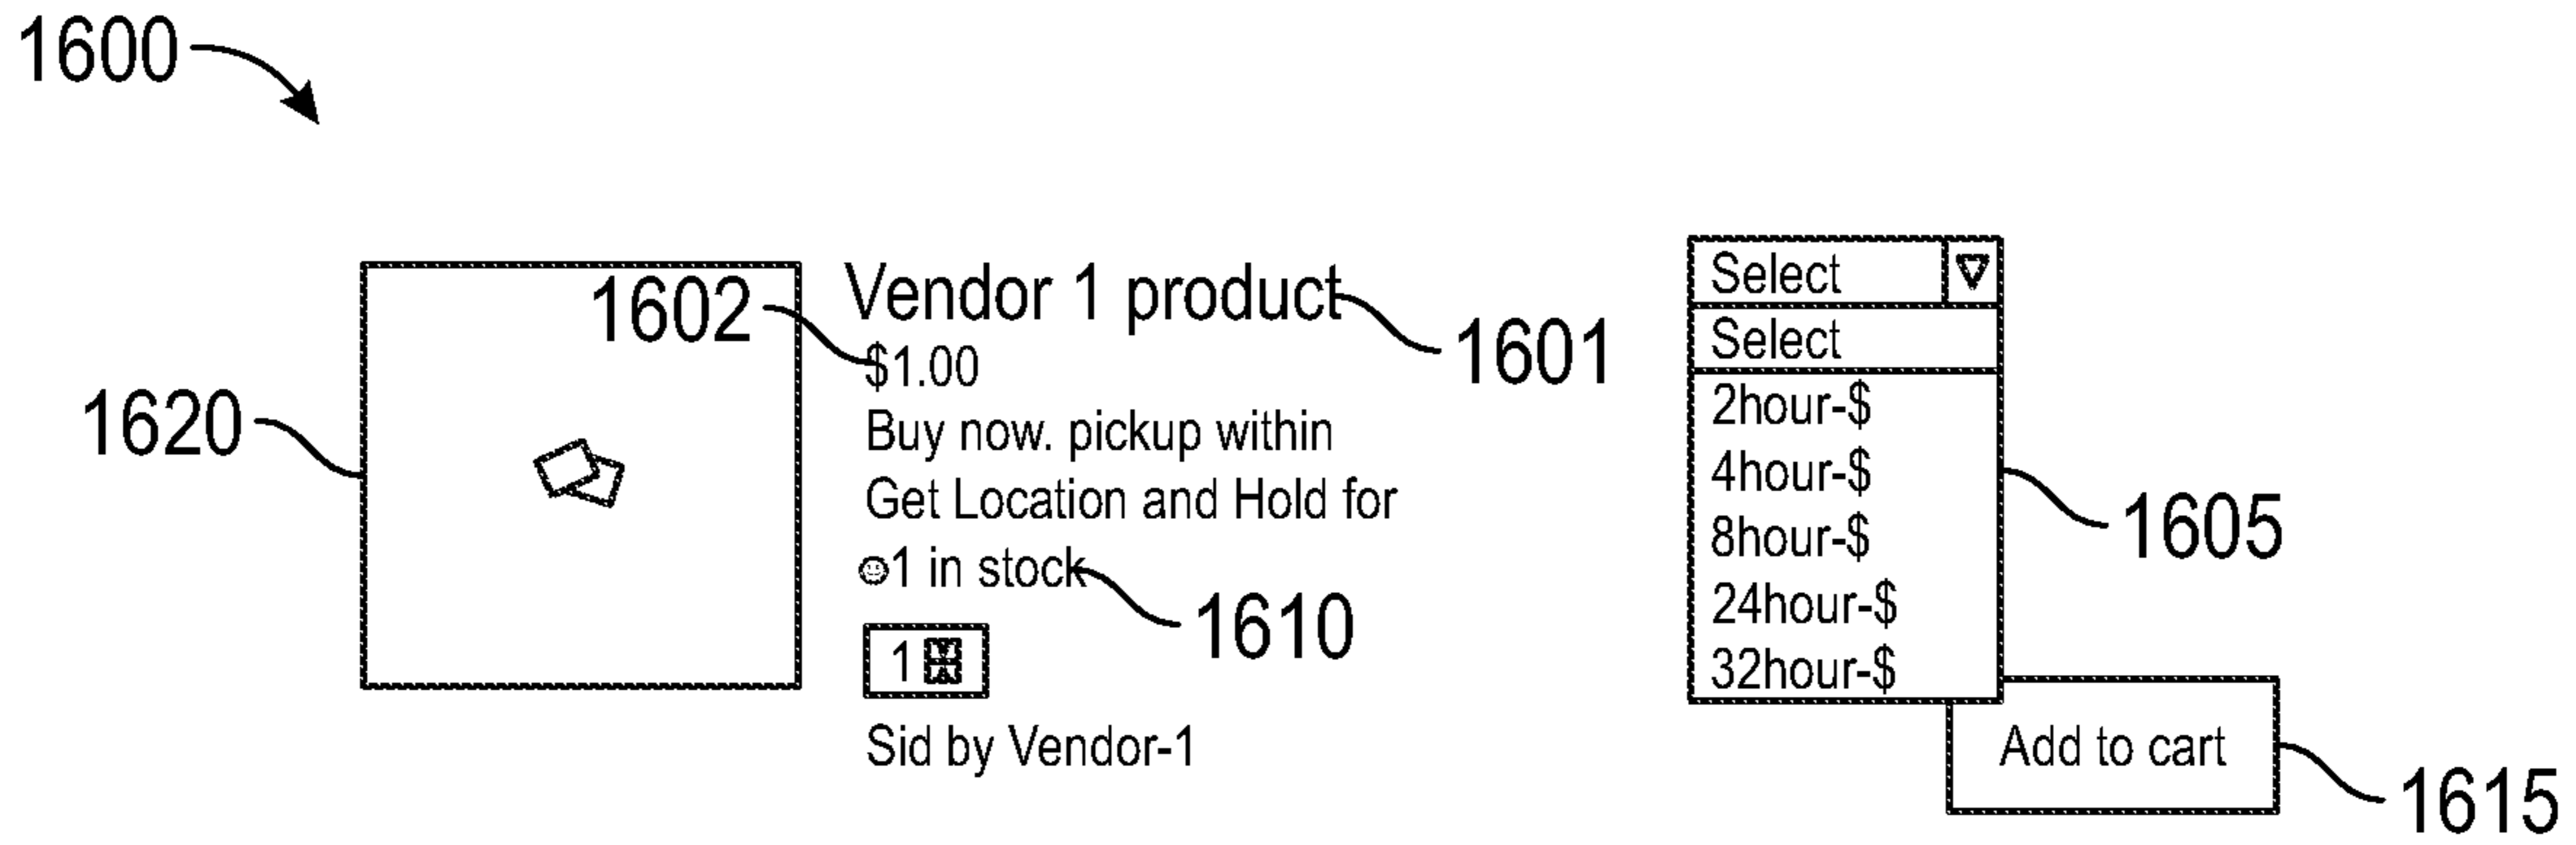 1600
1602
Vendor 1 product
1601
$1.00
1620
Buy now. pickup within
Get Location and Hold for
☺1 in stock
1610
1
Sid by Vendor-1
Select
Select
2hour-$
4hour-$
8hour-$
24hour-$
32hour-$
1605
Add to cart
1615